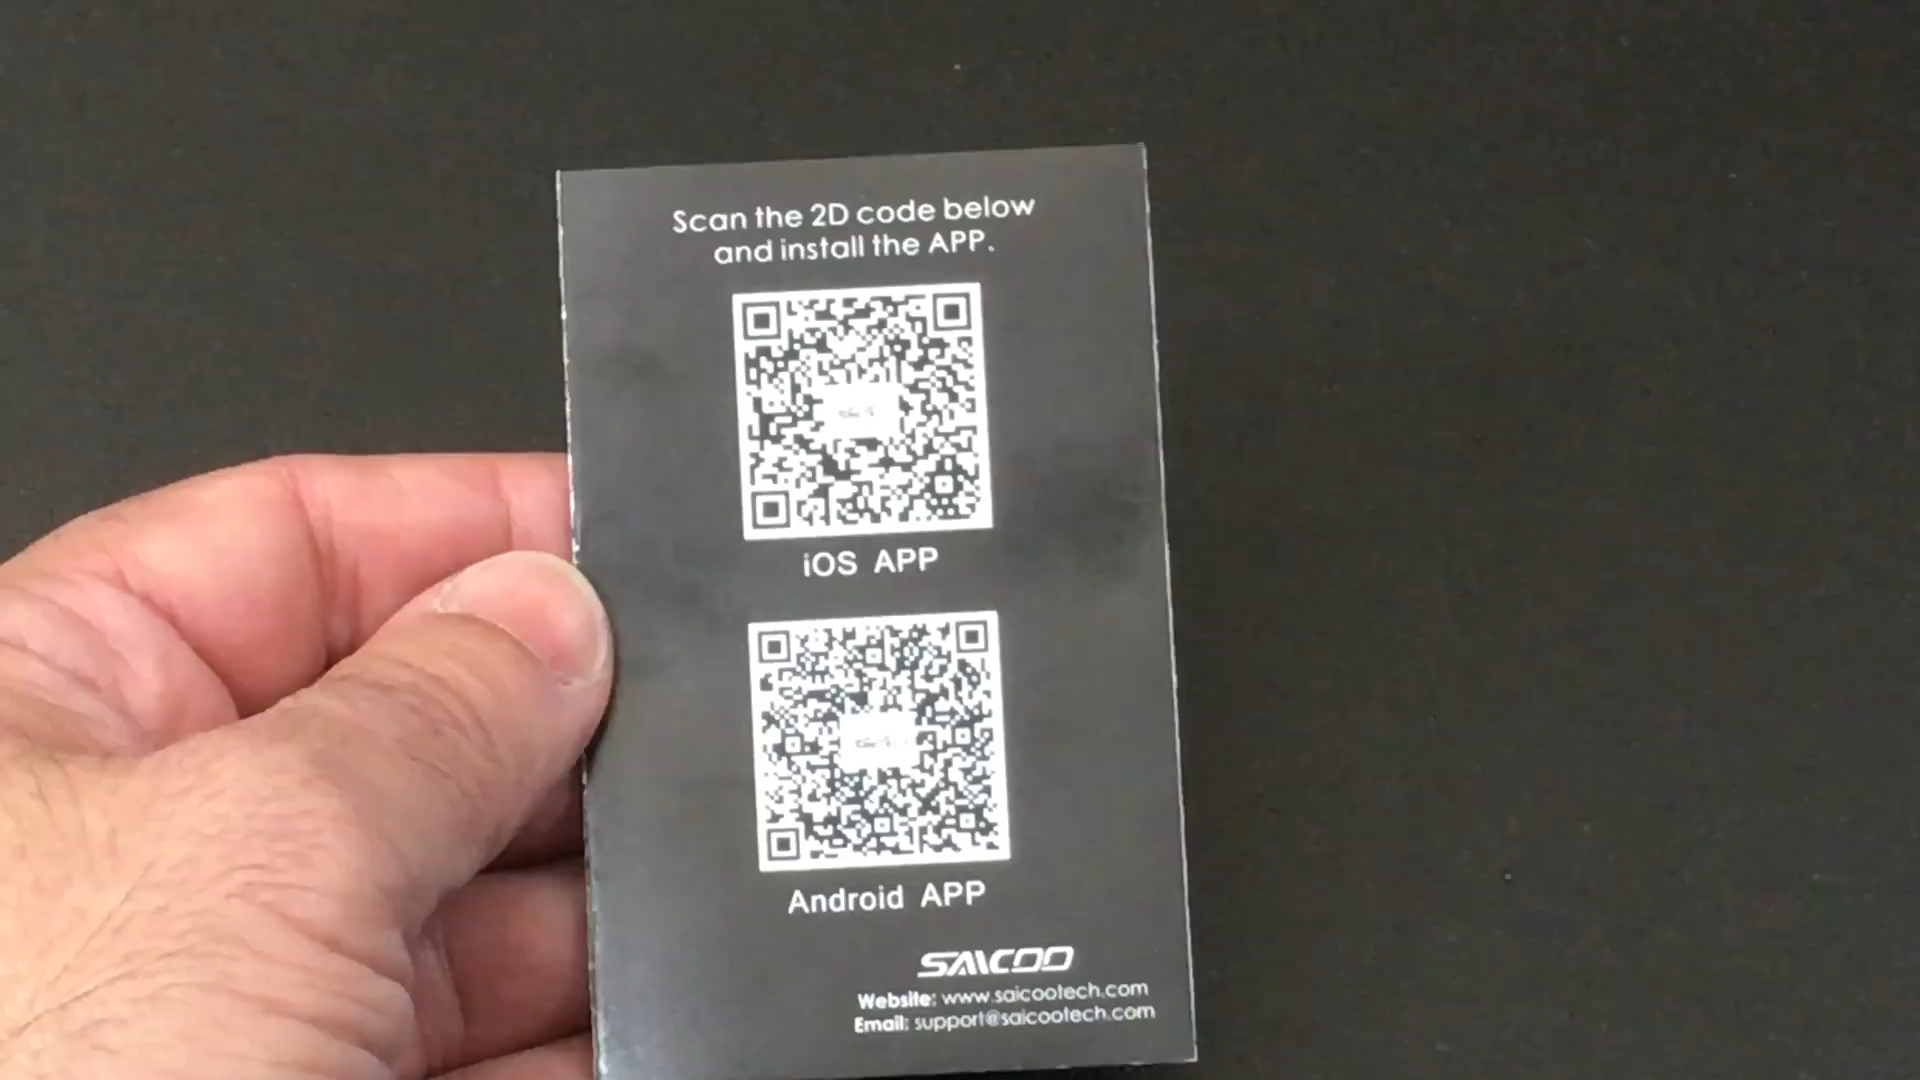 Scan the 2D code below
and install the APP.
iOS APP
Android APP
SAICOO
Website: www.saicootech.com
Email: support@saicootech.com